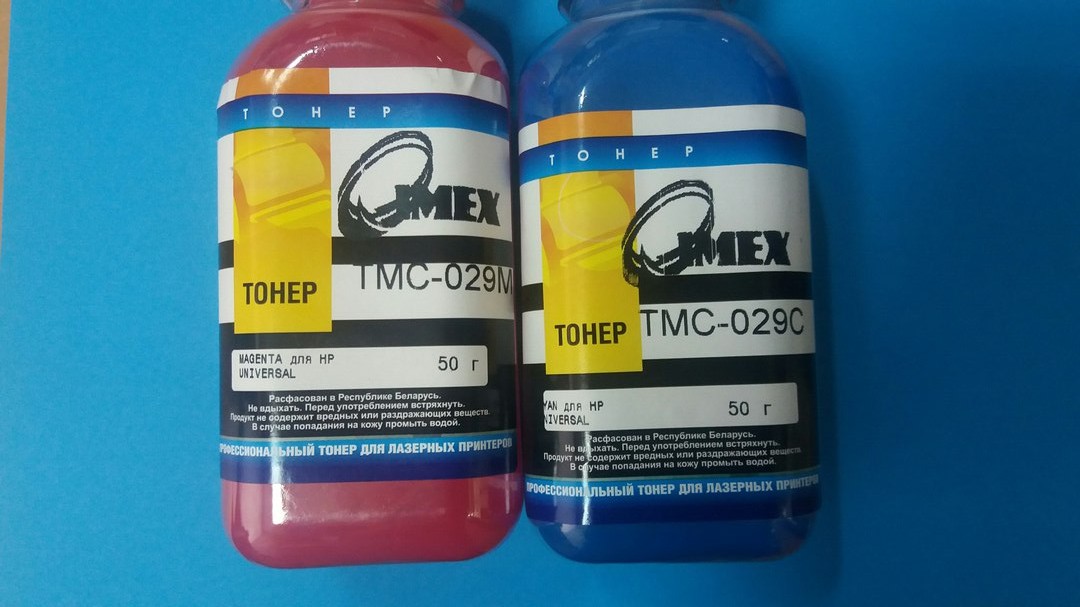 ТОНЕР
IMEX
TMC-029M
ТОНЕР
MAGENTA для HP
UNIVERSAL
50 г
Расфасован в Республике Беларусь.
Не вдыхать. Перед употреблением встряхнуть.
Продукт не содержит вредных или раздражающих веществ.
В случае попадания на кожу промыть водой.
ПРОФЕССИОНАЛЬНЫЙ ТОНЕР ДЛЯ ЛАЗЕРНЫХ ПРИНТЕРОВ
ТОНЕР
IMEX
TMC-029C
ТОНЕР
YAN для HP
NIVERSAL
50 г
Расфасован в Республике Беларусь.
Не вдыхать. Перед употреблением встряхнуть.
Продукт не содержит вредных или раздражающих веществ.
В случае попадания на кожу промыть водой.
ПРОФЕССИОНАЛЬНЫЙ ТОНЕР ДЛЯ ЛАЗЕРНЫХ ПРИНТЕРОВ